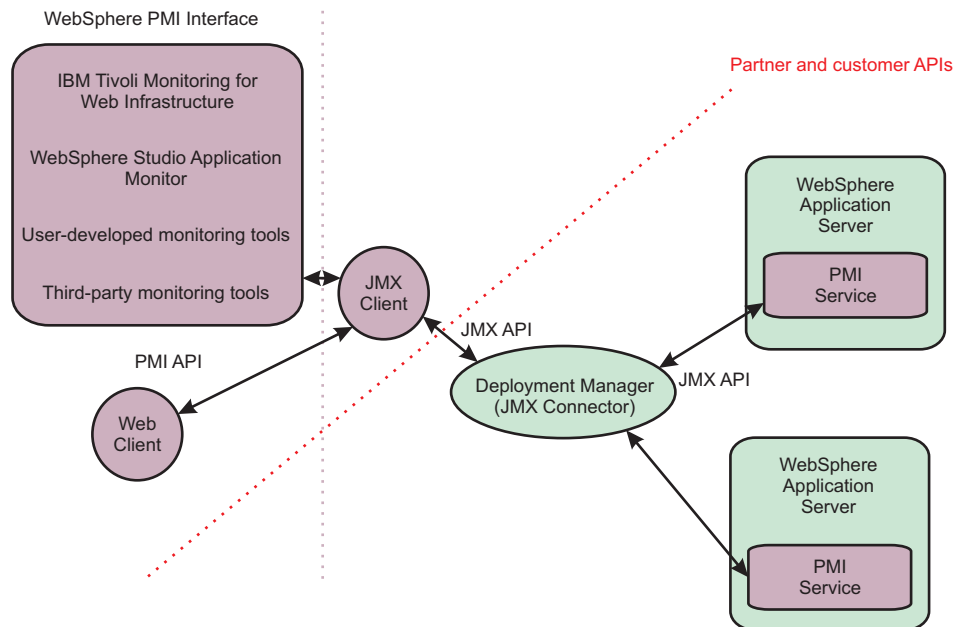 WebSphere PMI Interface
IBM Tivoli Monitoring for
Web Infrastructure
WebSphere Studio Application
Monitor
User-developed monitoring tools
Third-party monitoring tools
Partner and customer APIs
WebSphere
Application
Server
PMI
Service
JMX
Client
JMX API
PMI API
JMX API
Deployment Manager
(JMX Connector)
Web
Client
WebSphere
Application
Server
PMI
Service